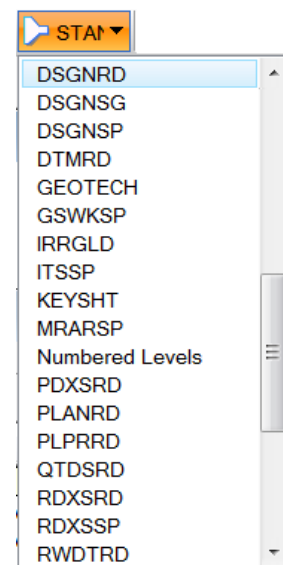 STAN
DSGNRD
DSGNSG
DSGNSP
DTMRD
GEOTECH
GSWKSP
IRRGLD
ITSSP
KEYSHT
MRARSP
Numbered Levels
PDXSRD
PLANRD
PLPRRD
QTDSRD
RDXSRD
RDXSSP
RWDTRD